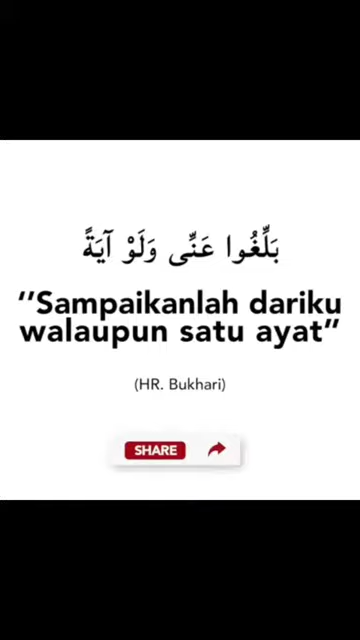 بَلِّغُوا عَنِّى وَلَوْ آيَةً
’’Sampaikanlah dariku
walaupun satu ayat”
(HR. Bukhari)
SHARE